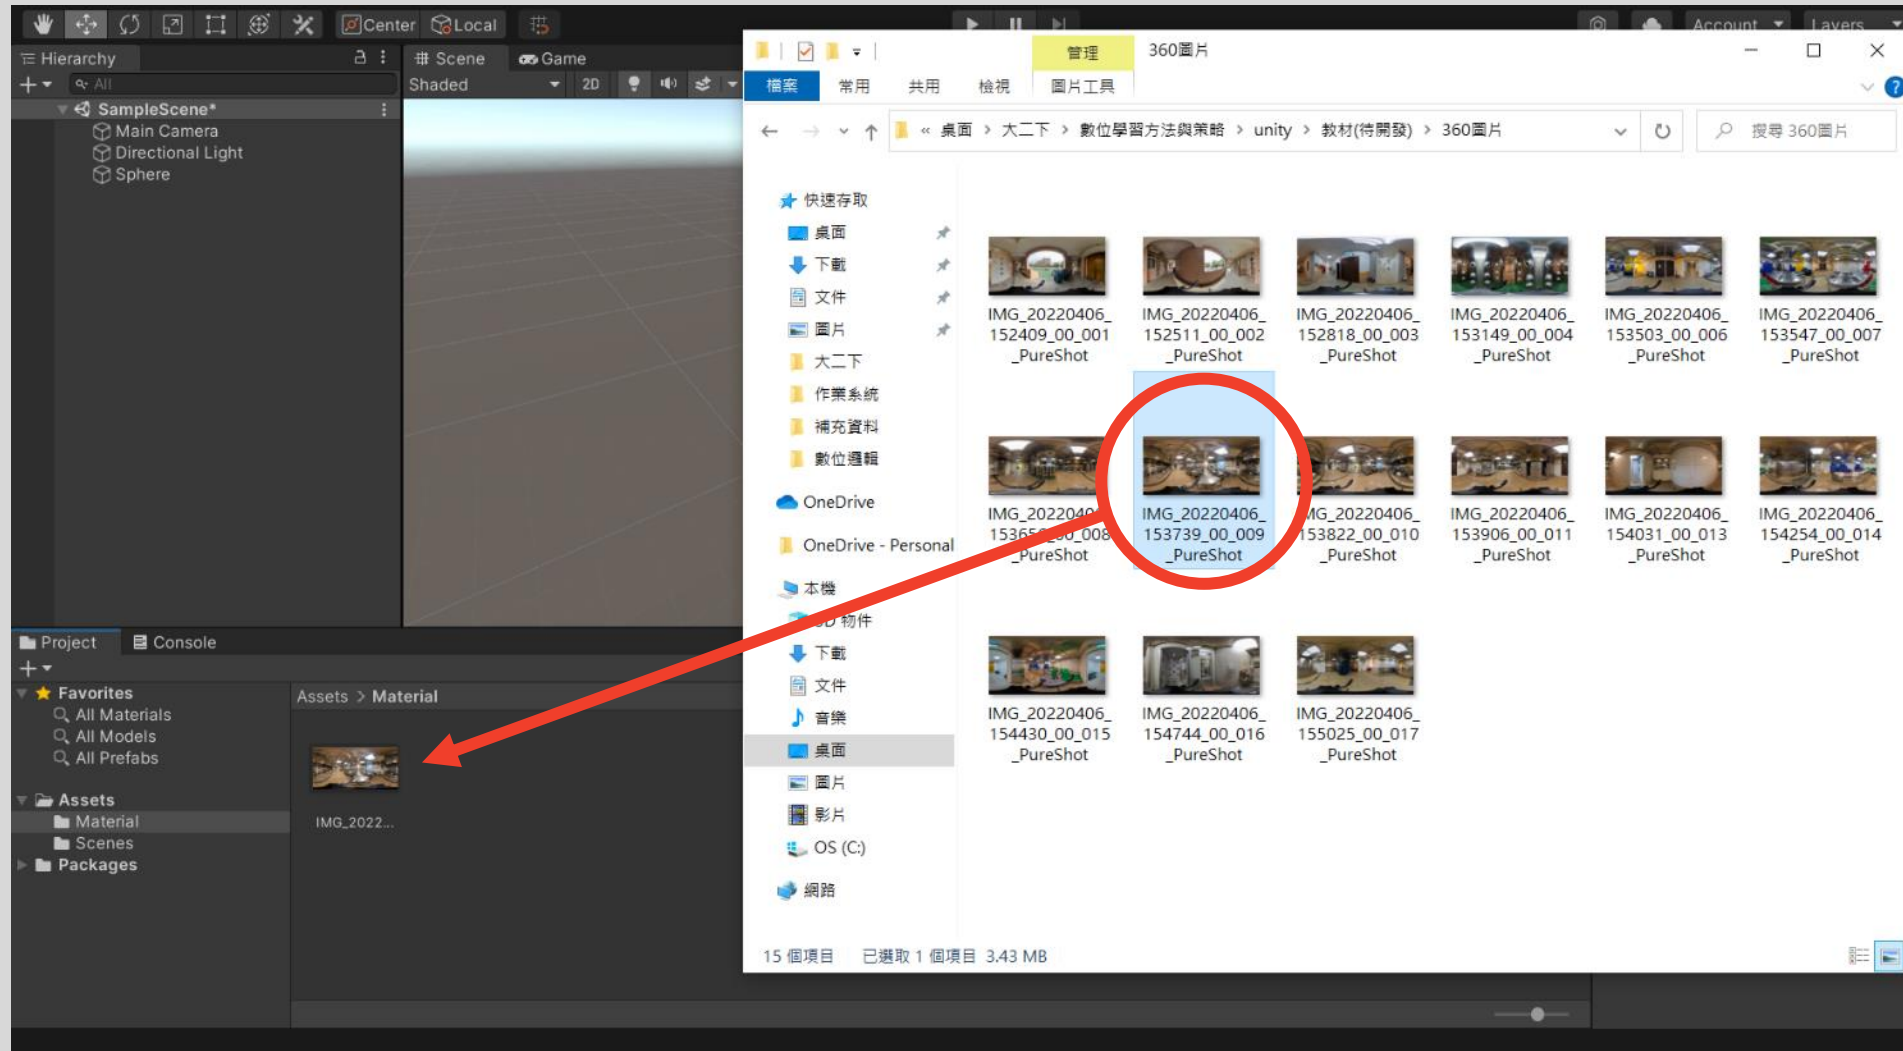 Center Local
Account Layers
Hierarchy
All
SampleScene*
Main Camera
Directional Light
Sphere
Scene Game
Shaded 2D
管理 360圖片
檔案 常用 共用 檢視 圖片工具
« 桌面 > 大二下 > 數位學習方法與策略 > unity > 教材(待開發) > 360圖片
搜尋 360圖片
快速存取
桌面
下載
文件
圖片
大二下
作業系統
補充資料
數位邏輯
OneDrive
OneDrive - Personal
本機
3D 物件
下載
文件
音樂
桌面
圖片
影片
OS (C:)
網路
IMG_20220406_
152409_00_001
_PureShot
IMG_20220406_
152511_00_002
_PureShot
IMG_20220406_
152818_00_003
_PureShot
IMG_20220406_
153149_00_004
_PureShot
IMG_20220406_
153503_00_006
_PureShot
IMG_20220406_
153547_00_007
_PureShot
_PureShot
IMG_20220406_
153739_00_009
_PureShot
IMG_20220406_
153822_00_010
_PureShot
IMG_20220406_
153906_00_011
_PureShot
IMG_20220406_
154031_00_013
_PureShot
IMG_20220406_
154254_00_014
_PureShot
IMG_20220406_
154430_00_015
_PureShot
IMG_20220406_
154744_00_016
_PureShot
IMG_20220406_
155025_00_017
_PureShot
15 個項目 已選取 1 個項目 3.43 MB
Project Console
Favorites
All Materials
All Models
All Prefabs
Assets
Material
Scenes
Packages
Assets > Material
IMG_2022...